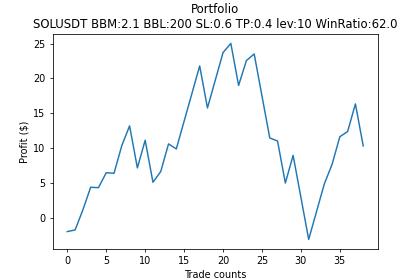 Portfolio
SOLUSDT BBM:2.1 BBL:200 SL:0.6 TP:0.4 lev:10 WinRatio:62.0
25
20
15
10
5
0
Profit ($)
0 5 10 15 20 25 30 35
Trade counts